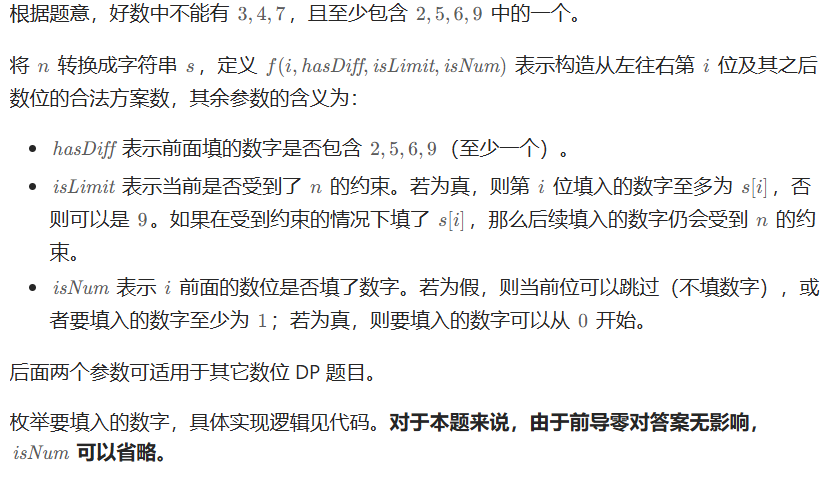 根据题意，好数中不能有 3,4,7，且至少包含 2,5,6,9 中的一个。
将 n 转换成字符串 s，定义 f(i,hasDiff,isLimit,isNum) 表示构造从左往右第 i 位及其之后
数位的合法方案数，其余参数的含义为：
• hasDiff 表示前面填的数字是否包含 2,5,6,9（至少一个）。
• isLimit 表示当前是否受到了 n 的约束。若为真，则第 i 位填入的数字至多为 s[i]，否
则可以是 9。如果在受到约束的情况下填了 s[i]，那么后续填入的数字仍会受到 n 的约
束。
• isNum 表示 i 前面的数位是否填了数字。若为假，则当前位可以跳过（不填数字），或
者要填入的数字至少为 1；若为真，则要填入的数字可以从 0 开始。
后面两个参数可适用于其它数位 DP 题目。
枚举要填入的数字，具体实现逻辑见代码。对于本题来说，由于前导零对答案无影响，
isNum 可以省略。